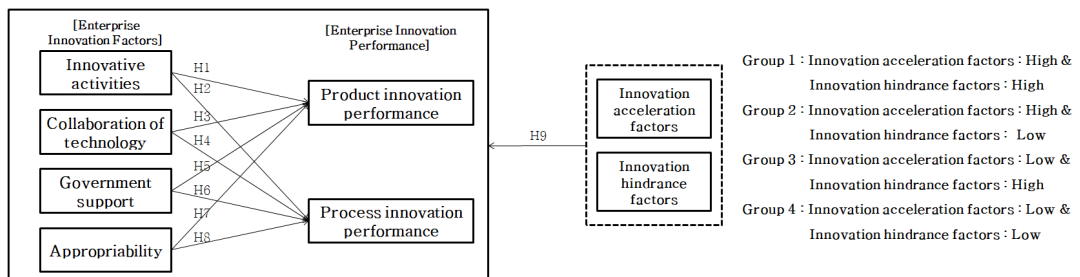 [Enterprise
Innovation Factors]
[Enterprise Innovation
Performance]
Innovative
activities
Collaboration of
technology
Government
support
Appropriability
H1
H2
H3
H4
H5
H6
H7
H8
Product innovation
performance
Process innovation
performance
H9
Innovation
acceleration
factors
Innovation
hindrance
factors
Group 1 : Innovation acceleration factors : High &
Innovation hindrance factors : High
Group 2 : Innovation acceleration factors : High &
Innovation hindrance factors : Low
Group 3 : Innovation acceleration factors : Low &
Innovation hindrance factors : High
Group 4 : Innovation acceleration factors : Low &
Innovation hindrance factors : Low